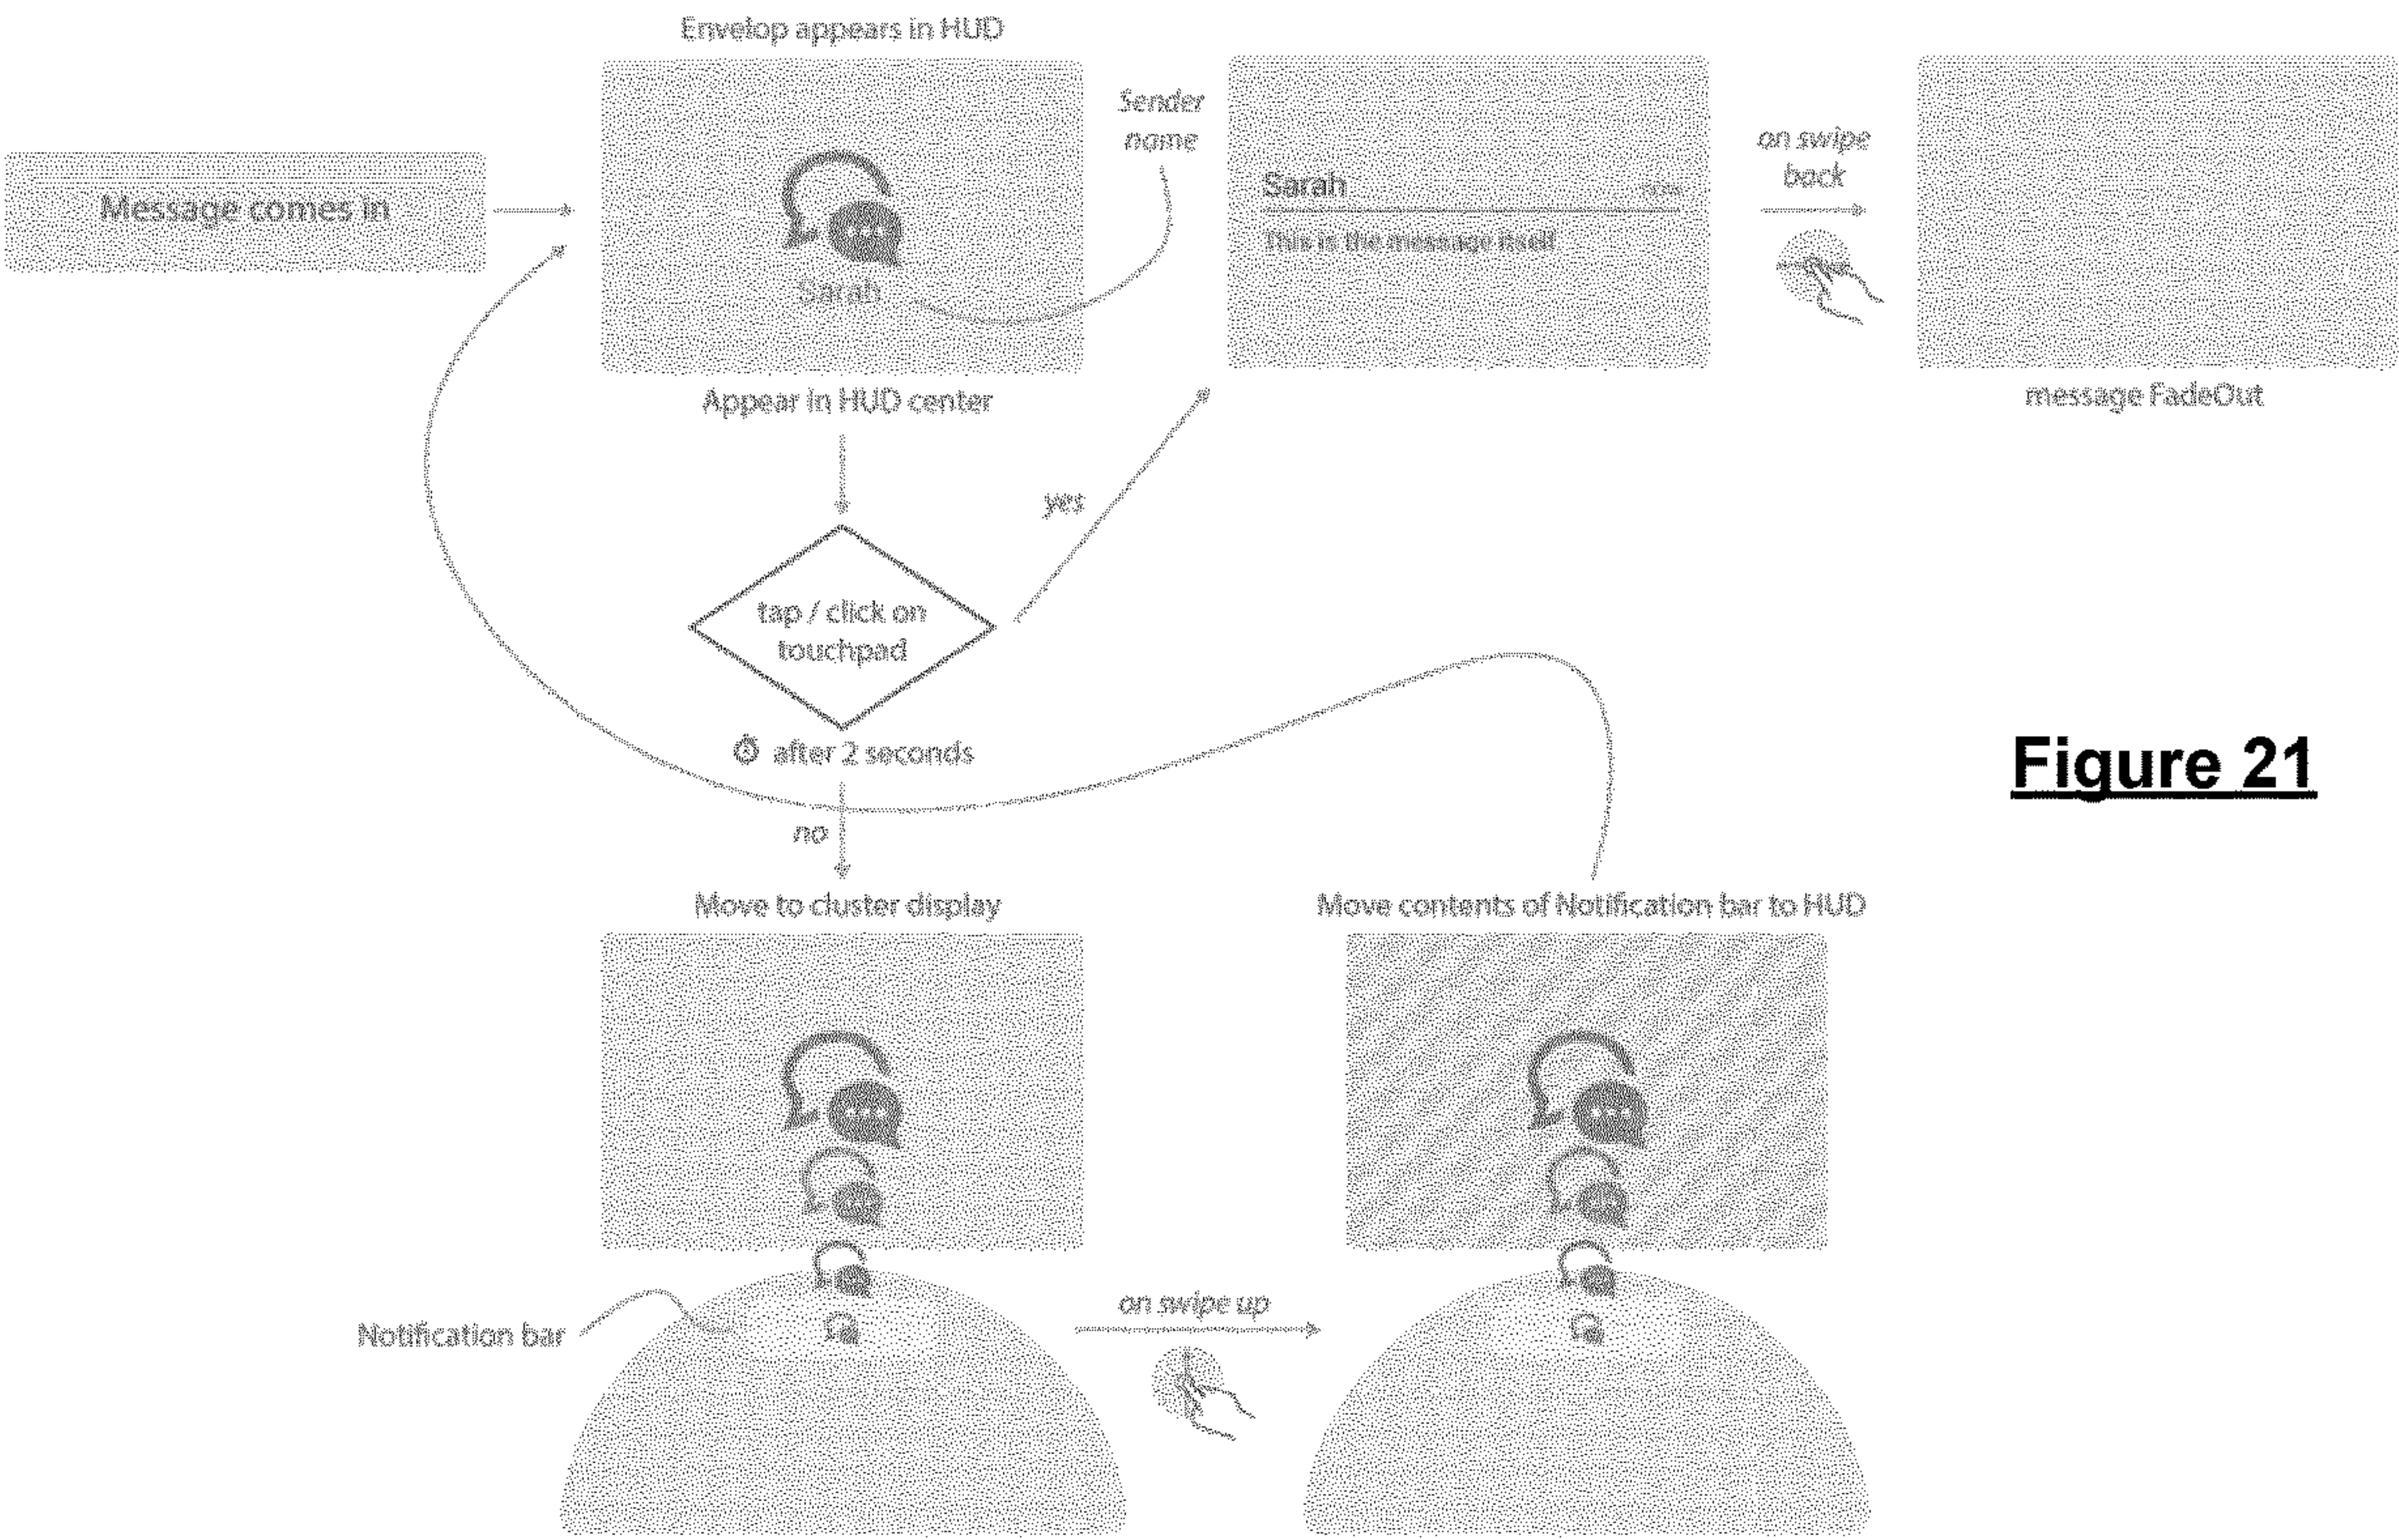 Envelop appears in HUD
Message comes in
Sarah
Sender
name
Sarah
This is the message itself
on swipe
back
Appear in HUD center
message FadeOut
yes
tap / click on
touchpad
after 2 seconds
no
Figure 21
Move to cluster display
Move contents of Notification bar to HUD
Notification bar
on swipe up